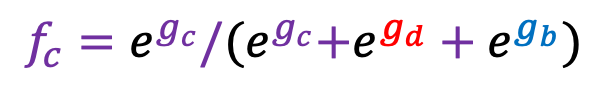 f_c = e^{g_c}/(e^{g_c}+e^{g_d} + e^{g_b})